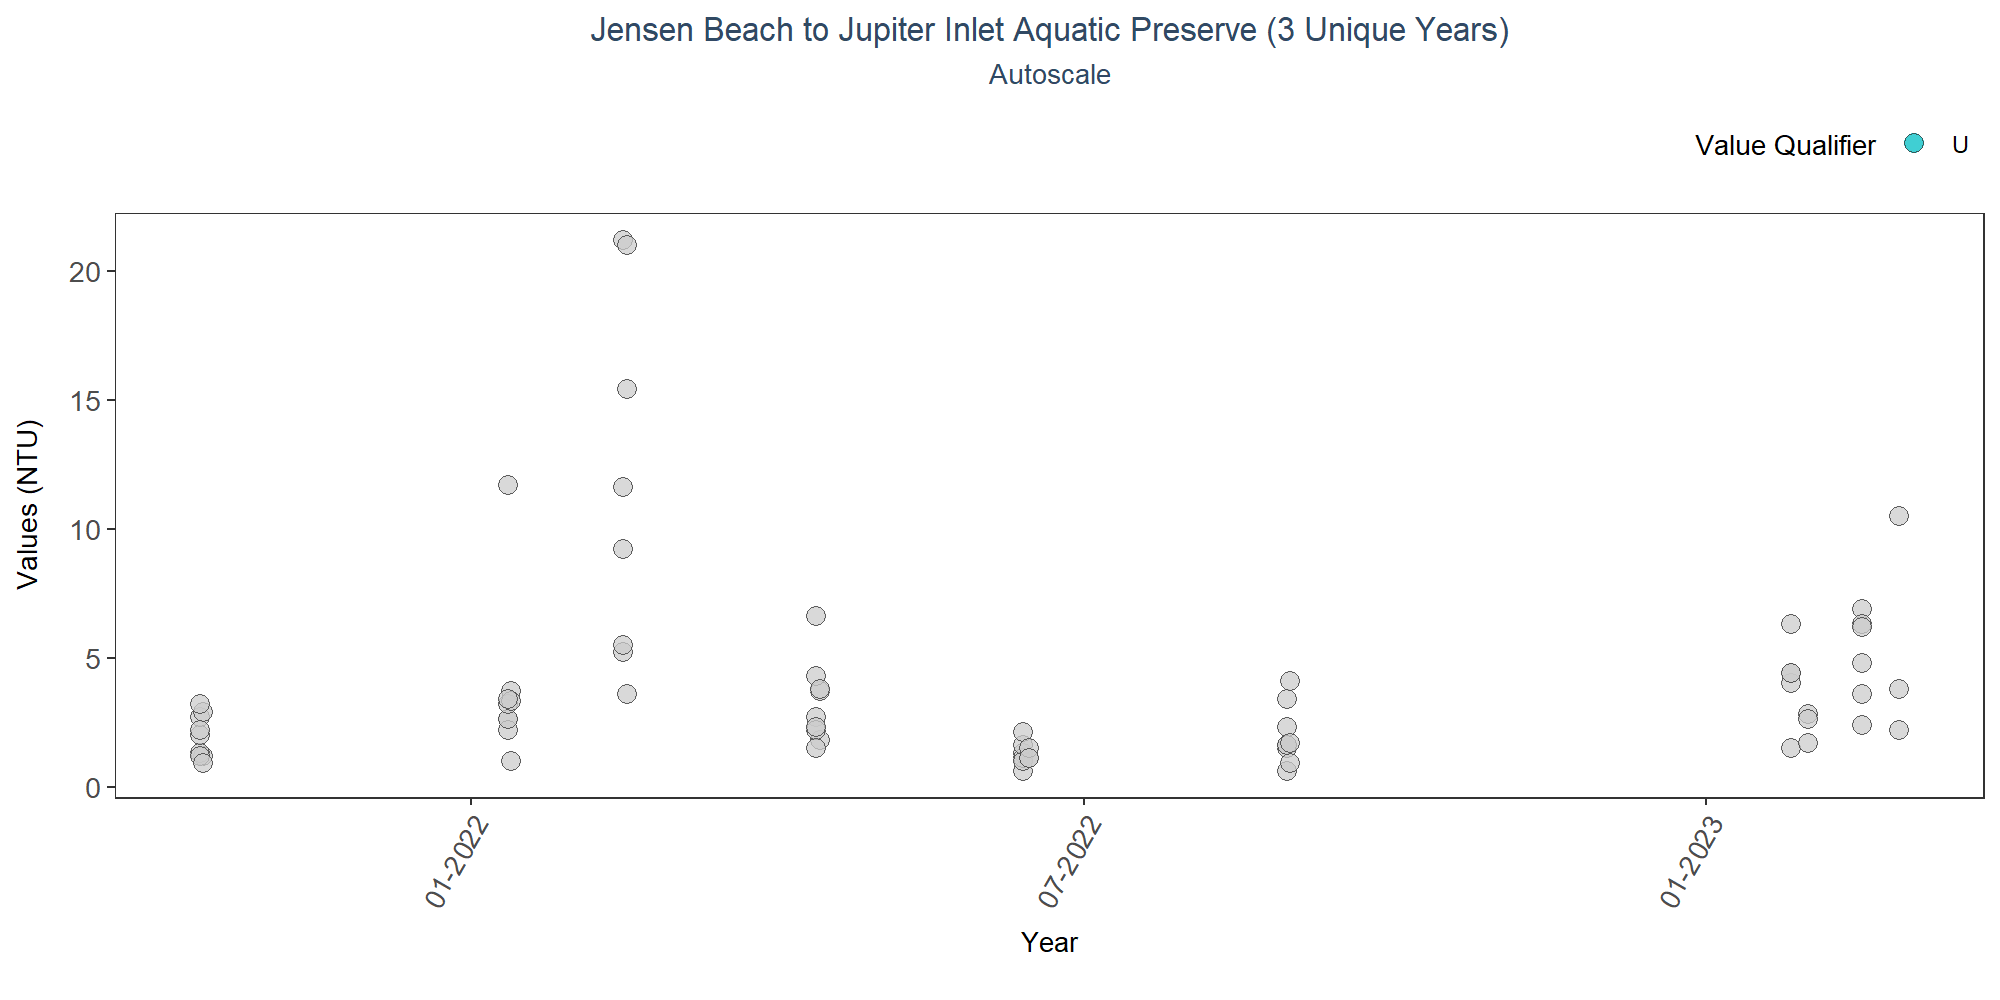 Jensen Beach to Jupiter Inlet Aquatic Preserve (3 Unique Years)
Autoscale
Value Qualifier U
Values (NTU)
20
15
10
5
0
01-2022
07-2022
01-2023
Year